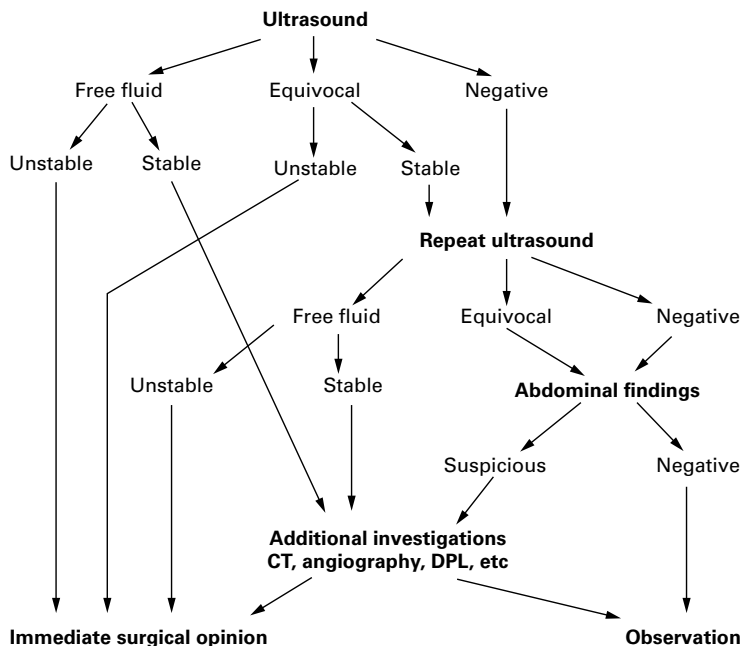 Ultrasound
Free fluid
Equivocal
Negative
Unstable
Stable
Unstable
Stable
Repeat ultrasound
Free fluid
Equivocal
Negative
Unstable
Stable
Abdominal findings
Suspicious
Negative
Additional investigations
CT, angiography, DPL, etc
Immediate surgical opinion
Observation